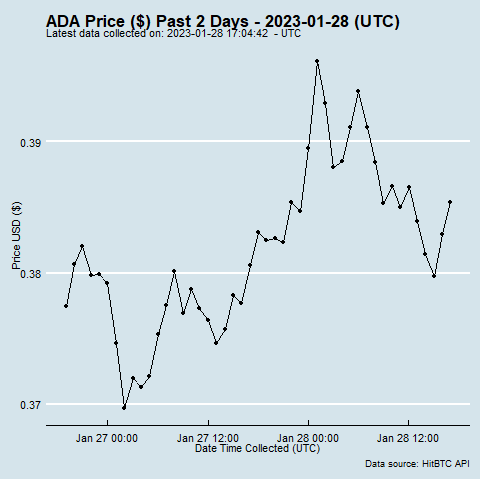 ADA Price ($) Past 2 Days - 2023-01-28 (UTC)
Latest data collected on: 2023-01-28 17:04:42  - UTC
0.39
0.38
0.37
Price USD ($)
Jan 27 00:00
Jan 27 12:00
Jan 28 00:00
Jan 28 12:00
Date Time Collected (UTC)
Data source: HitBTC API